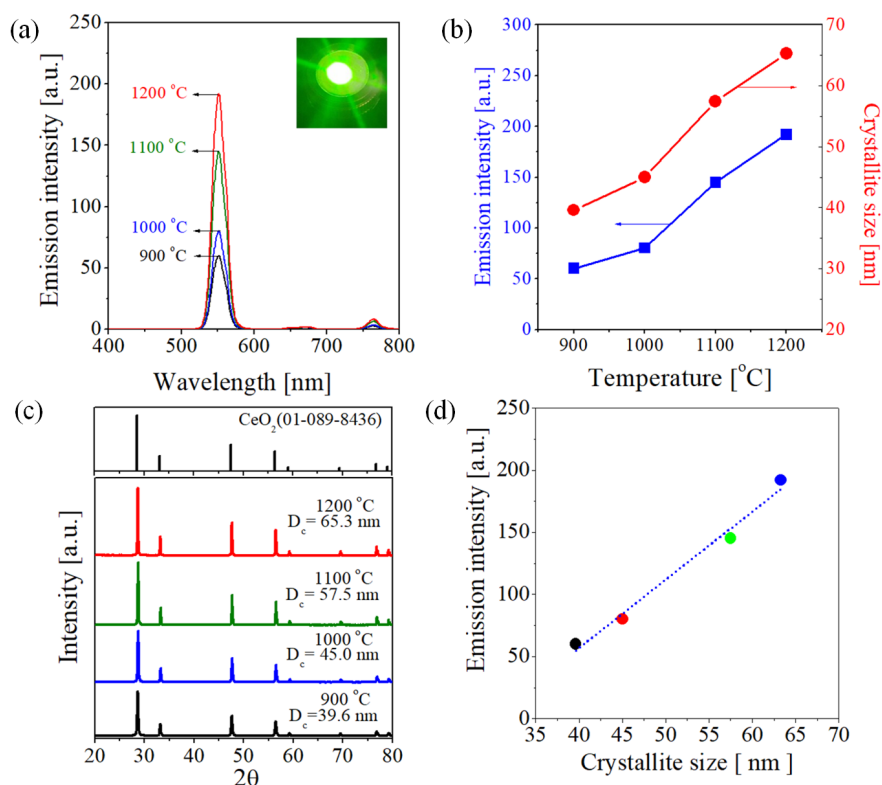 (a)
Emission intensity [a.u.]
250
200
150
100
50
0
1200 °C
1100 °C
1000 °C
900 °C
400
500
600
700
800
Wavelength [nm]
(b)
Emission intensity [a.u.]
300
250
200
150
100
50
0
70
60
50
40
30
20
Crystallite size [nm]
900
1000
1100
1200
Temperature [°C]
(c)
CeO₂(01-089-8436)
1200 °C
D꜀= 65.3 nm
1100 °C
D꜀= 57.5 nm
1000 °C
D꜀= 45.0 nm
900 °C
D꜀=39.6 nm
Intensity [a.u.]
20
30
40
50
60
70
80
2θ
(d)
Emission intensity [a.u.]
250
200
150
100
50
0
35
40
45
50
55
60
65
70
Crystallite size [ nm ]